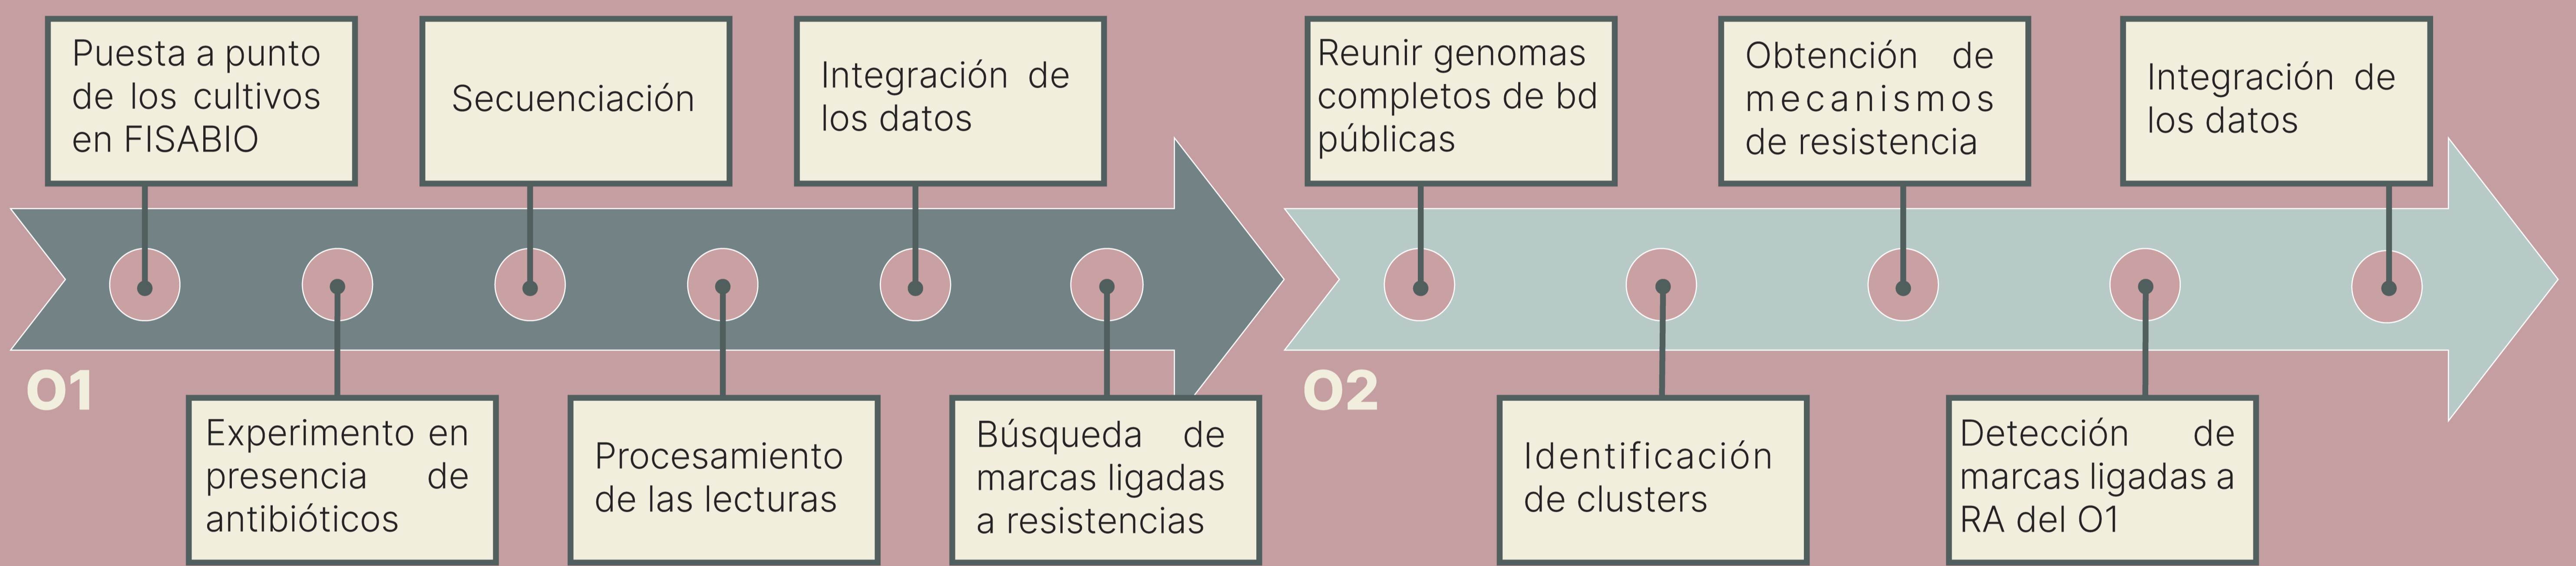 Puesta a punto
de los cultivos
en FISABIO
Secuenciación
Integración de
los datos
Reunir genomas
completos de bd
públicas
Obtención de
mecanismos
de resistencia
Integración de
los datos
O1
O2
Experimento en
presencia de
antibióticos
Procesamiento
de las lecturas
Búsqueda de
marcas ligadas
a resistencias
Identificación
de clusters
Detección de
marcas ligadas a
RA del O1